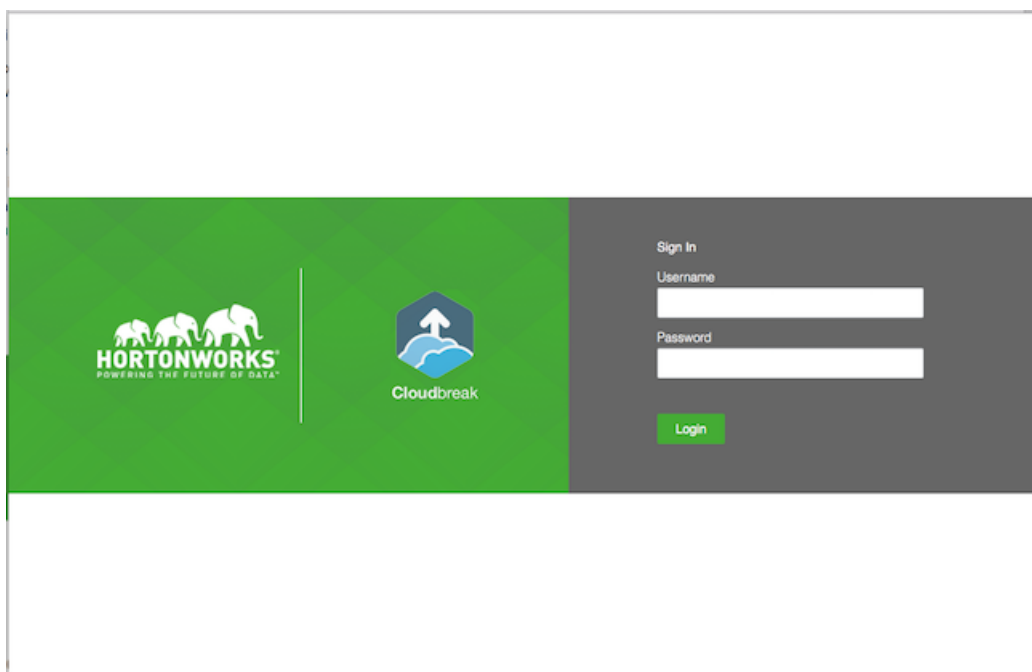 HORTONWORKS®
POWERING THE FUTURE OF DATA™
Cloudbreak
Sign In
Username
Password
Login